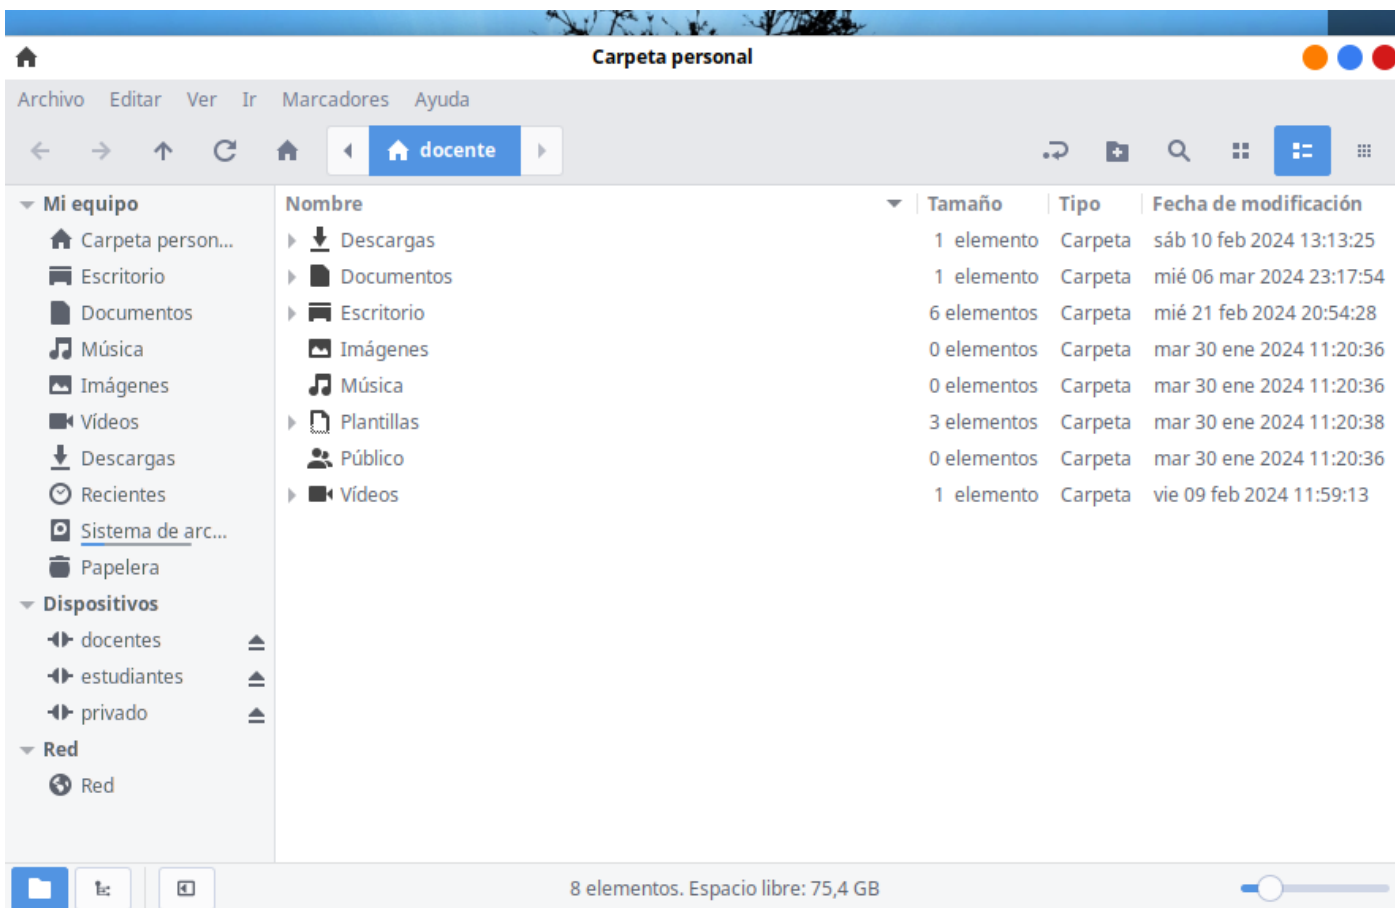 Carpeta personal
Archivo Editar Ver Ir Marcadores Ayuda
docente
Mi equipo
Carpeta person...
Escritorio
Documentos
Música
Imágenes
Vídeos
Descargas
Recientes
Sistema de arc...
Papelera
Dispositivos
docentes
estudiantes
privado
Red
Red
Nombre Tamaño Tipo Fecha de modificación
Descargas 1 elemento Carpeta sáb 10 feb 2024 13:13:25
Documentos 1 elemento Carpeta mié 06 mar 2024 23:17:54
Escritorio 6 elementos Carpeta mié 21 feb 2024 20:54:28
Imágenes 0 elementos Carpeta mar 30 ene 2024 11:20:36
Música 0 elementos Carpeta mar 30 ene 2024 11:20:36
Plantillas 3 elementos Carpeta mar 30 ene 2024 11:20:38
Público 0 elementos Carpeta mar 30 ene 2024 11:20:36
Vídeos 1 elemento Carpeta vie 09 feb 2024 11:59:13
8 elementos. Espacio libre: 75,4 GB